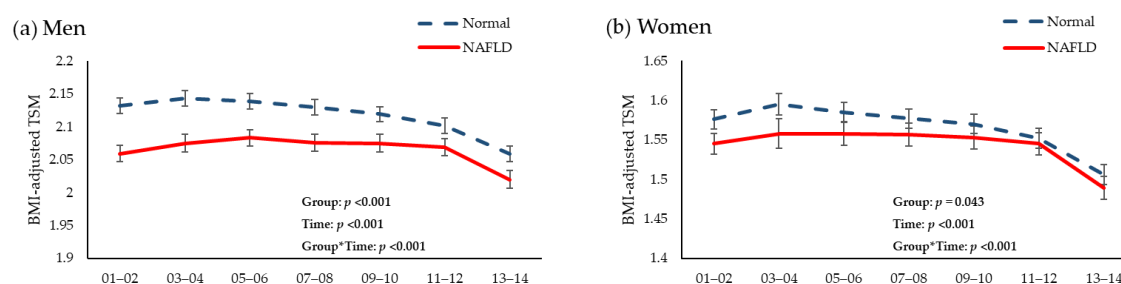 (a) Men
Normal
NAFLD
BMI-adjusted TSM
2.2
2.15
2.1
2.05
2
1.95
1.9
Group: p <0.001
Time: p <0.001
Group*Time: p <0.001
01–02 03–04 05–06 07–08 09–10 11–12 13–14
(b) Women
Normal
NAFLD
BMI-adjusted TSM
1.65
1.6
1.55
1.5
1.45
1.4
Group: p = 0.043
Time: p <0.001
Group*Time: p <0.001
01–02 03–04 05–06 07–08 09–10 11–12 13–14